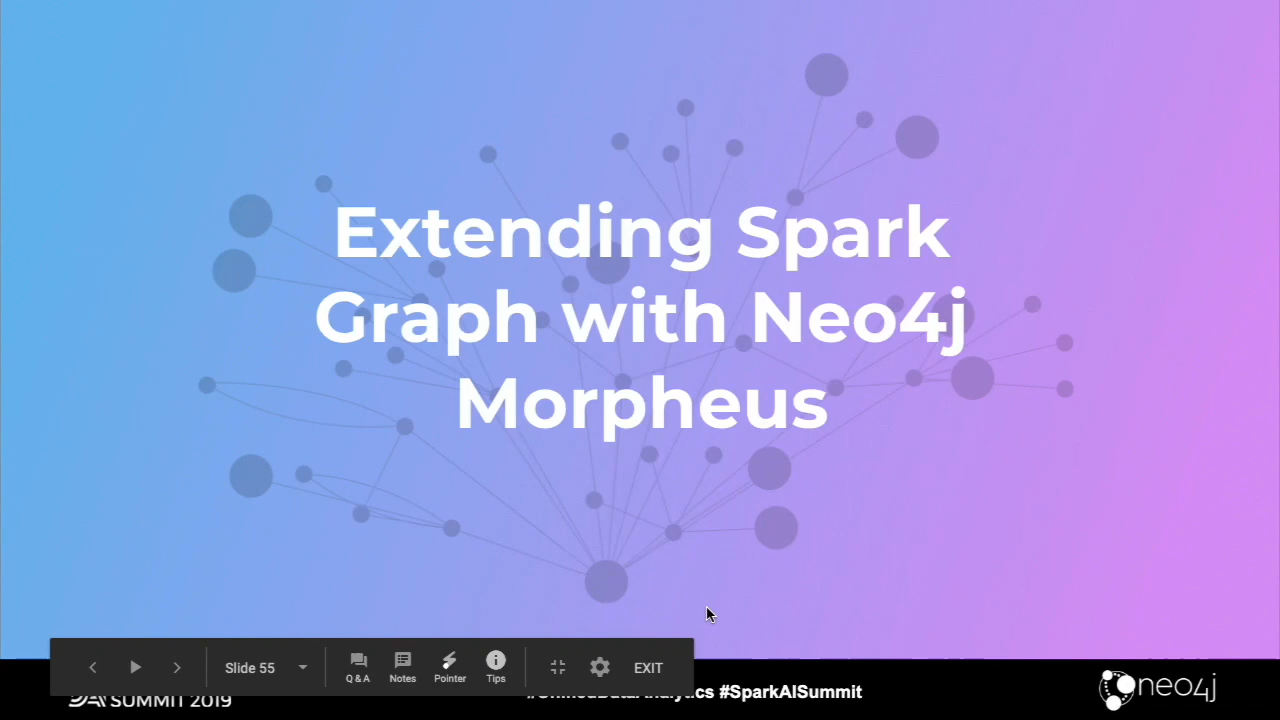 Extending Spark
Graph with Neo4j
Morpheus
Slide 55
Q & A
Notes
Pointer
Tips
EXIT
SUMMIT 2019
#SparkAISummit
neo4j